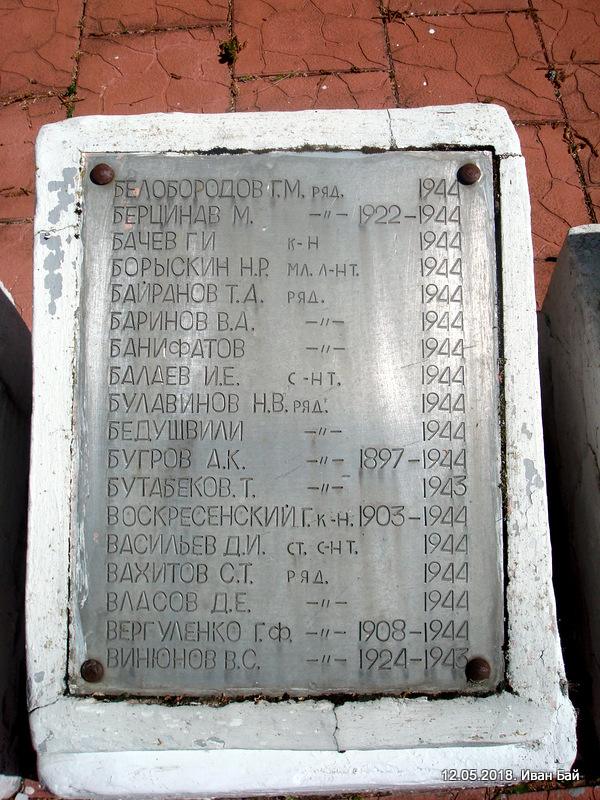 БЕЛОБОРОДОВ Г.М. РЯД. 1944
БЕРЦИНАВ М. -"- 1922-1944
БАЧЕВ Г.И К-Н 1944
БОРЫСКИН Н.Р. МЛ. Л-НТ. 1944
БАЙРАНОВ Т.А. РЯД. 1944
БАРИНОВ В.А. -"- 1944
БАНИФАТОВ -"- 1944
БАЛАЕВ И.Е. С-НТ. 1944
БУЛАВИНОВ Н.В. РЯД. 1944
БЕДУШВИЛИ -"- 1944
БУГРОВ А.К. -"- 1897-1944
БУТАБЕКОВ.Т. -"- 1943
ВОСКРЕСЕНСКИЙ Г. К-Н. 1903-1944
ВАСИЛЬЕВ Д.И. СТ. С-НТ. 1944
ВАХИТОВ С.Т. РЯД. 1944
ВЛАСОВ Д.Е. -"- 1944
ВЕРГУЛЕНКО Г.Ф. -"- 1908-1944
ВИНЮНОВ В.С. -"- 1924-1943
12.05.2018. Иван Бай